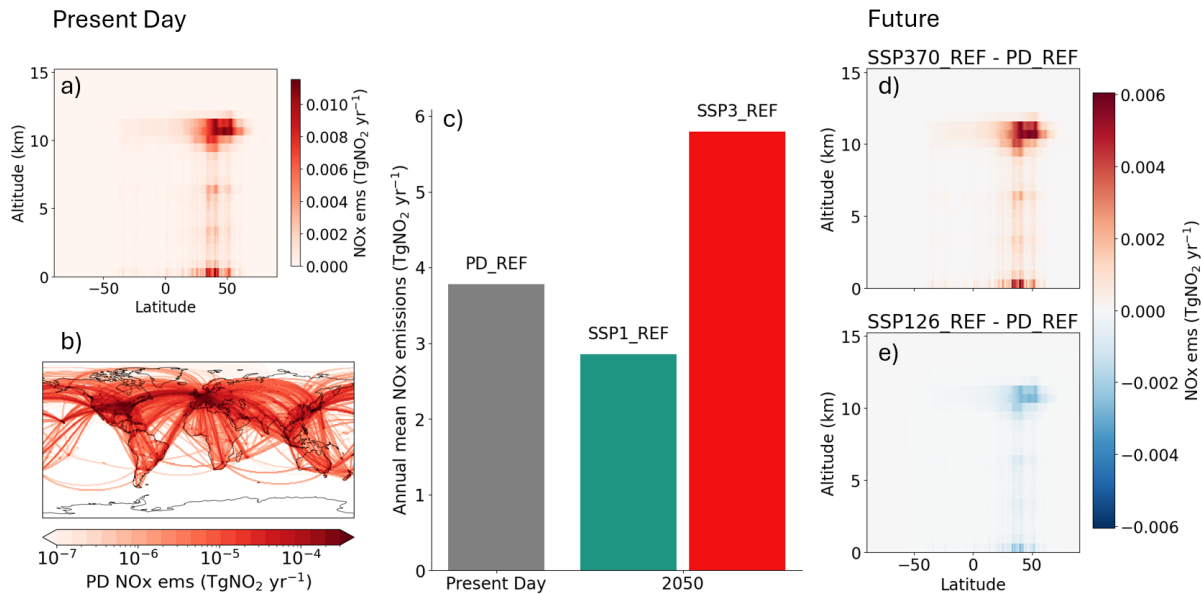 Present Day
Future
a)
15
10
5
0
Altitude (km)
−50
0
50
Latitude
0.010
0.008
0.006
0.004
0.002
0.000
NOx ems (TgNO₂ yr⁻¹)
b)
10⁻⁷
10⁻⁶
10⁻⁵
10⁻⁴
PD NOx ems (TgNO₂ yr⁻¹)
c)
Annual mean NOx emissions (TgNO₂ yr⁻¹)
6
5
4
3
2
1
0
PD_REF
SSP1_REF
SSP3_REF
Present Day
2050
SSP370_REF - PD_REF
d)
15
10
5
0
Altitude (km)
−50
0
50
SSP126_REF - PD_REF
e)
15
10
5
0
Altitude (km)
−50
0
50
Latitude
0.006
0.004
0.002
0.000
−0.002
−0.004
−0.006
NOx ems (TgNO₂ yr⁻¹)